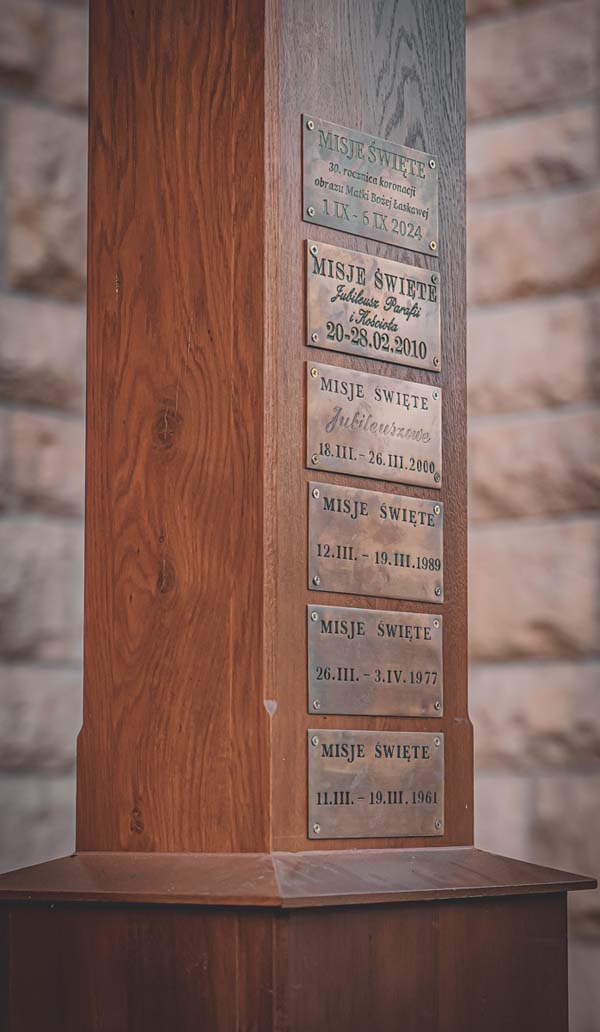 MISJE ŚWIĘTE
30. rocznica koronacji
obrazu Matki Bożej Łaskawej
1 IX - 6 IX 2024
MISJE ŚWIĘTE
Jubileusz Parafii
i Kościoła
20-28.02.2010
MISJE ŚWIĘTE
Jubileuszowe
18.III. - 26.III.2000
MISJE ŚWIĘTE
12.III. - 19.III.1989
MISJE ŚWIĘTE
26.III. - 3.IV.1977
MISJE ŚWIĘTE
11.III. - 19.III.1961